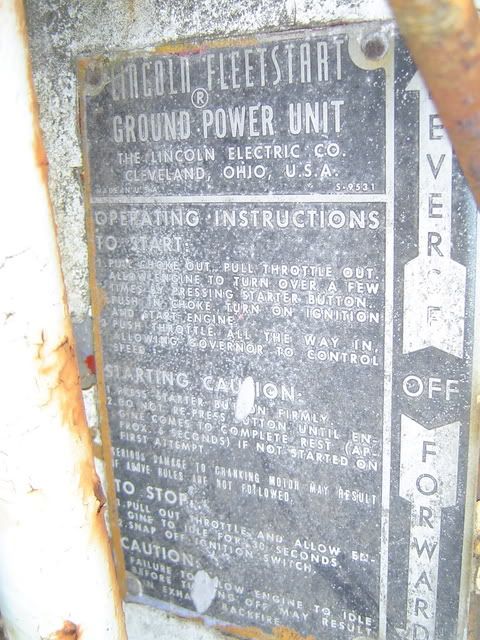 LINCOLN FLEETSTART
®
GROUND POWER UNIT
THE LINCOLN ELECTRIC CO.
CLEVELAND, OHIO, U.S.A.
MADE IN U.S.A. S-9531
OPERATING INSTRUCTIONS
TO START:
1. PULL CHOKE OUT. PULL THROTTLE OUT.
ALLOW ENGINE TO TURN OVER A FEW
TIMES AS PRESSING STARTER BUTTON.
PUSH IN CHOKE, TURN ON IGNITION
AND START ENGINE.
3. PUSH THROTTLE ALL THE WAY IN,
ALLOWING GOVERNOR TO CONTROL
SPEED.
STARTING CAUTION:
1. PRESS STARTER BUTTON FIRMLY.
2. DO NOT RE-PRESS BUTTON UNTIL EN-
GINE COMES TO COMPLETE REST (AP-
PROX. 5 SECONDS) IF NOT STARTED ON
FIRST ATTEMPT.
SERIOUS DAMAGE TO CRANKING MOTOR MAY RESULT
IF ABOVE RULES ARE NOT FOLLOWED.
TO STOP:
1. PULL OUT THROTTLE AND ALLOW EN-
GINE TO IDLE FOR 30 SECONDS.
2. SNAP OFF IGNITION SWITCH.
CAUTION:
FAILURE TO ALLOW ENGINE TO IDLE
BEFORE TURNING OFF MAY RESULT
IN EXHAUST BACKFIRE
EVERSE
OFF
FORWARD